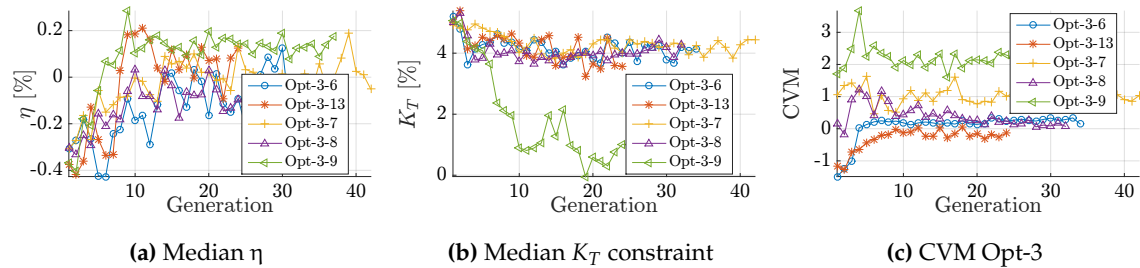 0.2
0
-0.2
-0.4
η [%]
0 10 20 30 40
Generation
Opt-3-6
Opt-3-13
Opt-3-7
Opt-3-8
Opt-3-9
(a) Median η
6
4
2
0
K_T [%]
10 20 30 40
Generation
Opt-3-6
Opt-3-13
Opt-3-7
Opt-3-8
Opt-3-9
(b) Median K_T constraint
3
2
1
0
-1
CVM
0 10 20 30 40
Generation
Opt-3-6
Opt-3-13
Opt-3-7
Opt-3-8
Opt-3-9
(c) CVM Opt-3